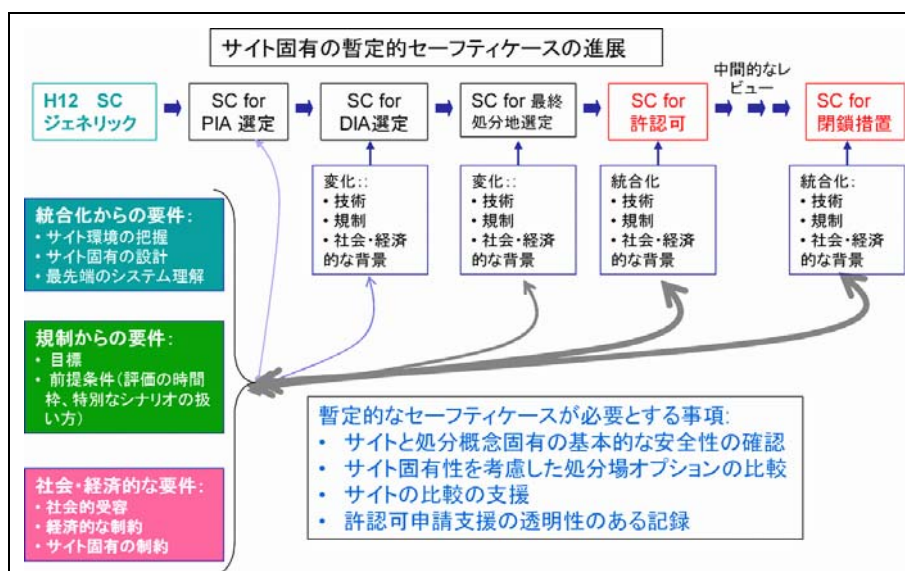 サイト固有の暫定的セーフティケースの進展
H12 SC
ジェネリック
SC for
PIA 選定
SC for
DIA選定
SC for 最終
処分地選定
SC for
許認可
中間的なレ
ビュー
SC for
閉鎖措置
変化::
• 技術
• 規制
• 社会・経済
的な背景
変化::
• 技術
• 規制
• 社会・経済
的な背景
統合化
• 技術
• 規制
• 社会・経済
的な背景
統合化:
• 技術
• 規制
• 社会・経済
的な背景
統合化からの要件:
• サイト環境の把握
• サイト固有の設計
• 最先端のシステム理解
規制からの要件:
• 目標
• 前提条件(評価の時間
枠、特別なシナリオの扱
い方)
社会・経済的な要件:
• 社会的受容
• 経済的な制約
• サイト固有の制約
暫定的なセーフティケースが必要とする事項:
• サイトと処分概念固有の基本的な安全性の確認
• サイト固有性を考慮した処分場オプションの比較
• サイトの比較の支援
• 許認可申請支援の透明性のある記録